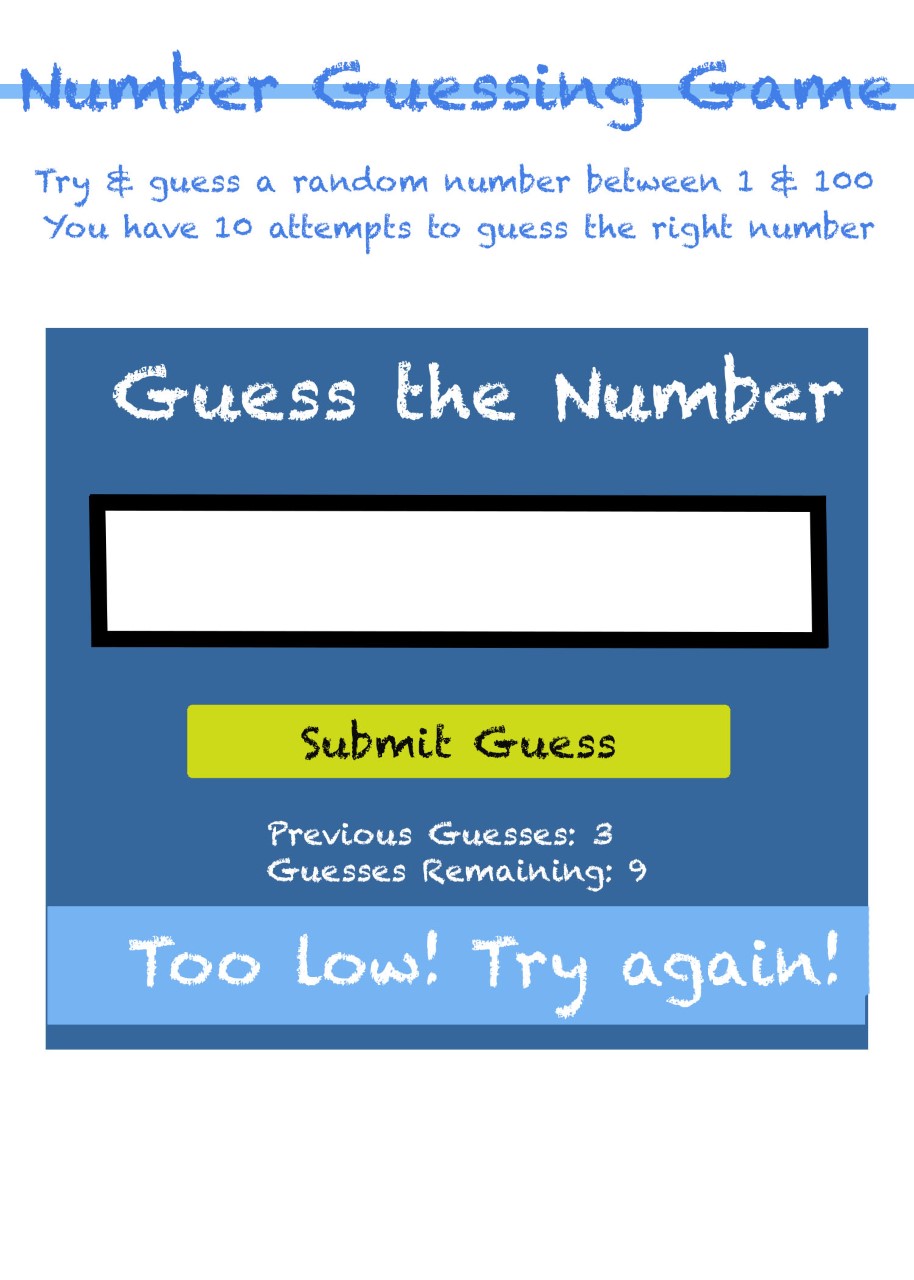 Number Guessing Game
Try & guess a random number between 1 & 100
You have 10 attempts to guess the right number
Guess the Number
Submit Guess
Previous Guesses: 3
Guesses Remaining: 9
Too low! Try again!